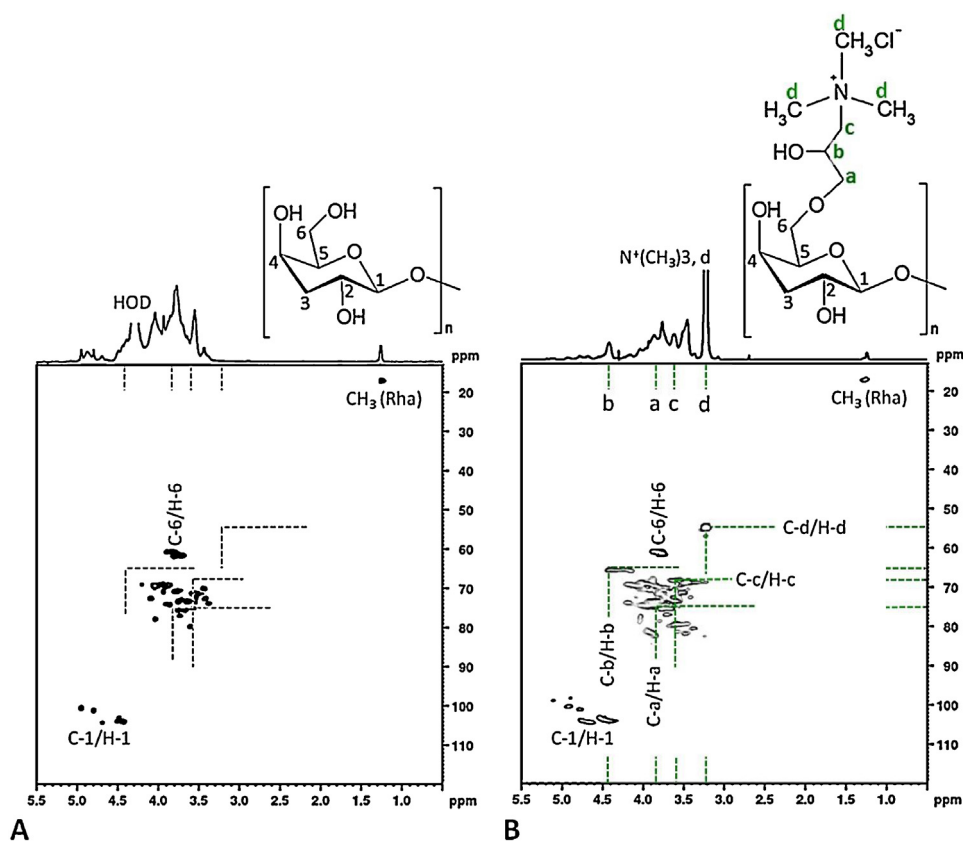 OH
OH
6
5
O
4
1
O
3
2
OH
n
HOD
ppm
CH₃(Rha)
20
30
40
50
60
70
80
90
100
110
C-6/H-6
C-1/H-1
5.5 5.0 4.5 4.0 3.5 3.0 2.5 2.0 1.5 1.0 ppm
A
d
CH₃Cl⁻
d
+
d
H₃C
N
CH₃
c
HO
b
a
O
OH
6
5
O
4
1
O
3
2
OH
n
N⁺(CH₃)3, d
ppm
b a c d
CH₃(Rha)
20
30
40
50
60
70
80
90
100
110
C-6/H-6
C-d/H-d
C-c/H-c
C-b/H-b
C-a/H-a
C-1/H-1
5.5 5.0 4.5 4.0 3.5 3.0 2.5 2.0 1.5 1.0 ppm
B